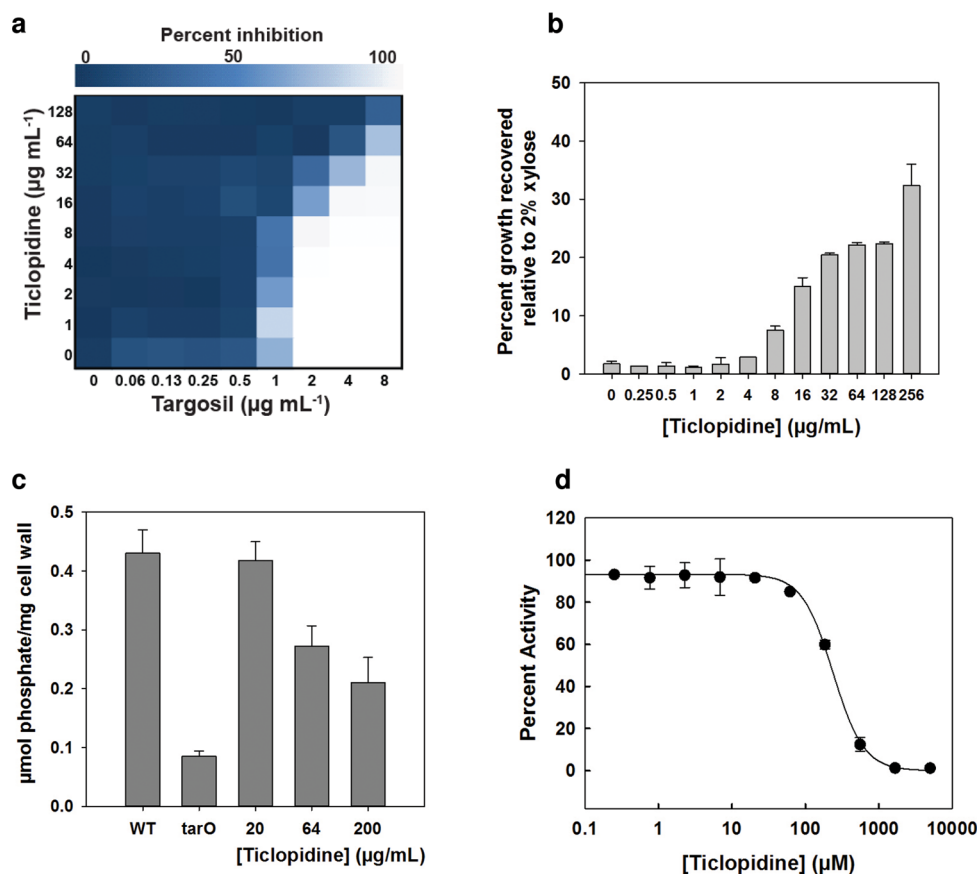 a
Percent inhibition
0 50 100
128
64
32
16
8
4
2
1
0
Ticlopidine (µg mL-1)
0 0.06 0.13 0.25 0.5 1 2 4 8
Targosil (µg mL-1)
b
50
40
30
20
10
0
Percent growth recovered
relative to 2% xylose
0 0.25 0.5 1 2 4 8 16 32 64 128 256
[Ticlopidine] (µg/mL)
c
0.5
0.4
0.3
0.2
0.1
0.0
µmol phosphate/mg cell wall
WT tarO 20 64 200
[Ticlopidine] (µg/mL)
d
120
100
80
60
40
20
0
Percent Activity
0.1 1 10 100 1000 10000
[Ticlopidine] (µM)